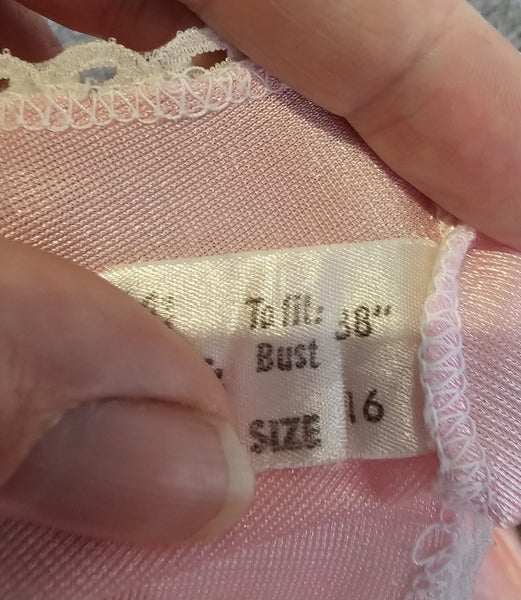 To fit: 38"
Bust
SIZE 16